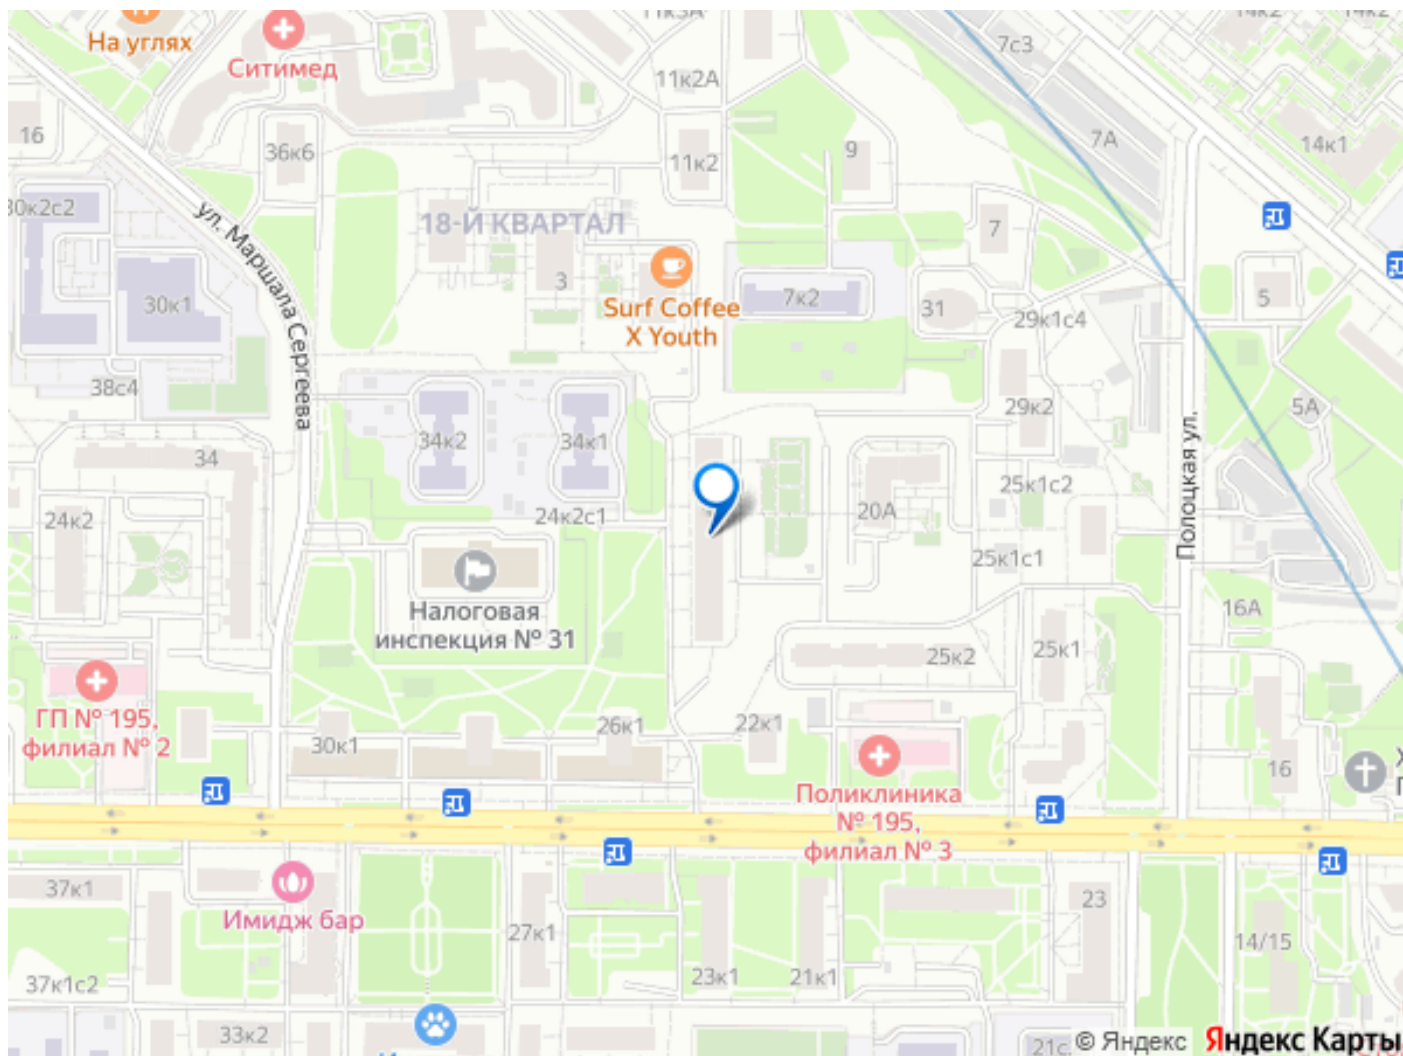 11к3А
14к2
14к2
На углях
Ситимед
7с3
11к2А
16
36к6
7А
14к1
9
11к2
30к2с2
ул. Маршала Сергеева
18-Й КВАРТАЛ
7
3
30к1
Surf Coffee
X Youth
7к2
31
29к1с4
5
38с4
34к2
34к1
29к2
5А
34
Полоцкая ул.
24к2
24к2с1
20А
25к1с2
Налоговая
инспекция № 31
25к1с1
16А
25к2
25к1
ГП № 195,
филиал № 2
30к1
26к1
22к1
16
Поликлиника
№ 195,
филиал № 3
37к1
Имидж бар
23
27к1
14/15
37к1с2
23к1
21к1
33к2
21с.
© Яндекс
Яндекс Карты